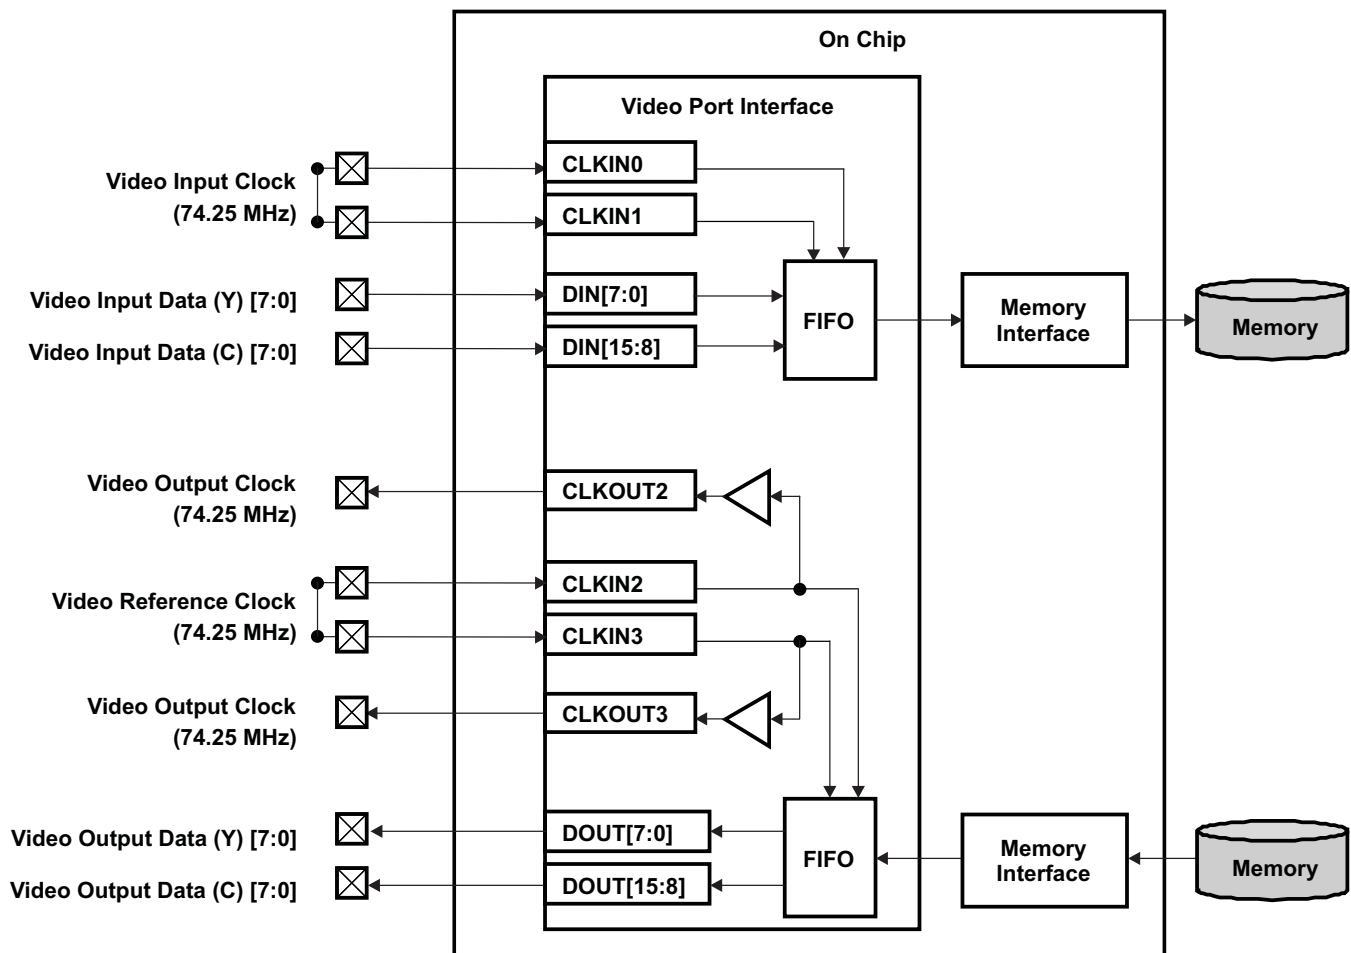 On Chip
Video Port Interface
Video Input Clock
(74.25 MHz)
CLKIN0
CLKIN1
Video Input Data (Y) [7:0]
DIN[7:0]
Video Input Data (C) [7:0]
DIN[15:8]
FIFO
Memory
Interface
Memory
Video Output Clock
(74.25 MHz)
CLKOUT2
Video Reference Clock
(74.25 MHz)
CLKIN2
CLKIN3
Video Output Clock
(74.25 MHz)
CLKOUT3
Video Output Data (Y) [7:0]
DOUT[7:0]
Video Output Data (C) [7:0]
DOUT[15:8]
FIFO
Memory
Interface
Memory